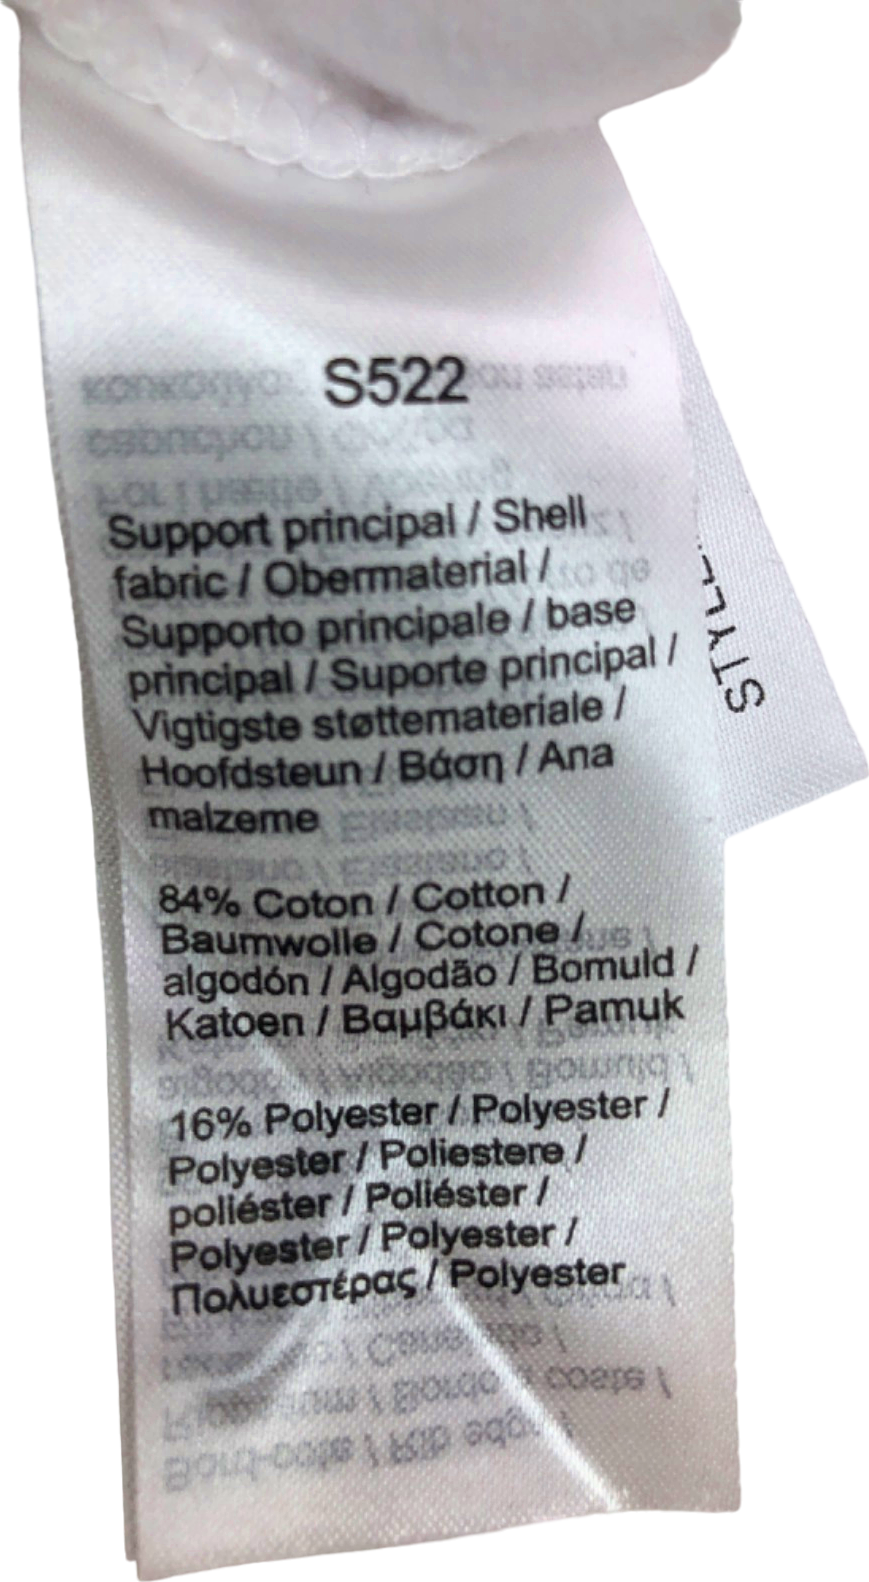 S522
Support principal / Shell
fabric / Obermaterial /
Supporto principale / base
principal / Suporte principal /
Vigtigste støttemateriale /
Hoofdsteun / Βάση / Ana
malzeme
84% Coton / Cotton /
Baumwolle / Cotone /
algodón / Algodão / Bomuld /
Katoen / Βαμβάκι / Pamuk
16% Polyester / Polyester /
Polyester / Poliestere /
poliéster / Poliéster /
Polyester / Polyester /
Πολυεστέρας / Polyester